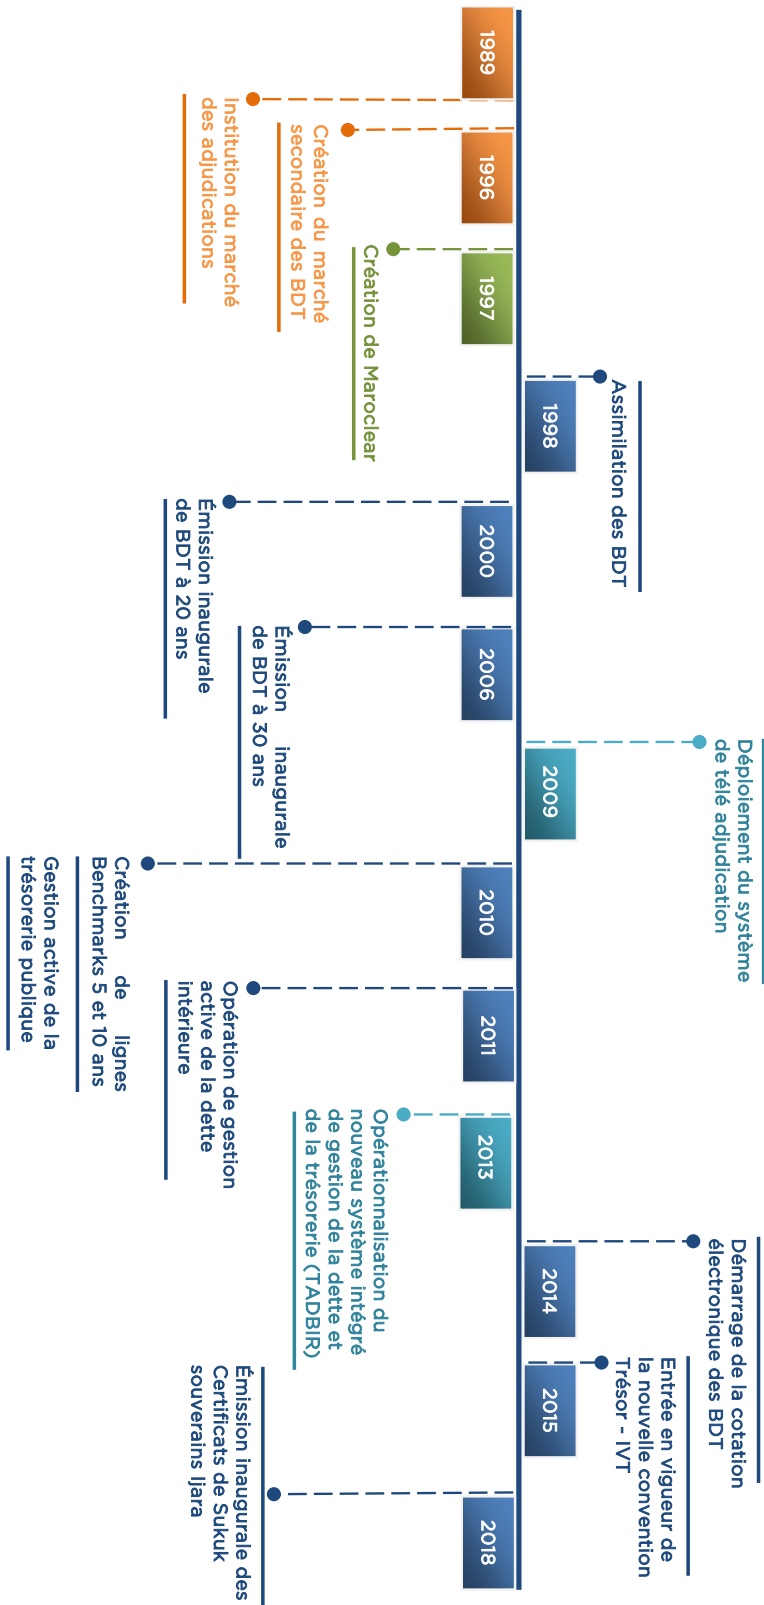 1989
Institution du marché
des adjudications
1996
Création du marché
secondaire des BDT
1997
Création de Maroclear
1998
Assimilation des BDT
2000
Émission inaugurale
de BDT à 20 ans
2006
Émission inaugurale
de BDT à 30 ans
2009
Déploiement du système
de télé adjudication
2010
Création de lignes
Benchmarks 5 et 10 ans
Gestion active de la
trésorerie publique
2011
Opération de gestion
active de la dette
intérieure
2013
Opérationnalisation du
nouveau système intégré
de gestion de la dette et
de la trésorerie (TADBIR)
2014
Démarrage de la cotation
électronique des BDT
2015
Entrée en vigueur de
la nouvelle convention
Trésor - IVT
2018
Émission inaugurale des
Certificats de Sukuk
souverains Ijara